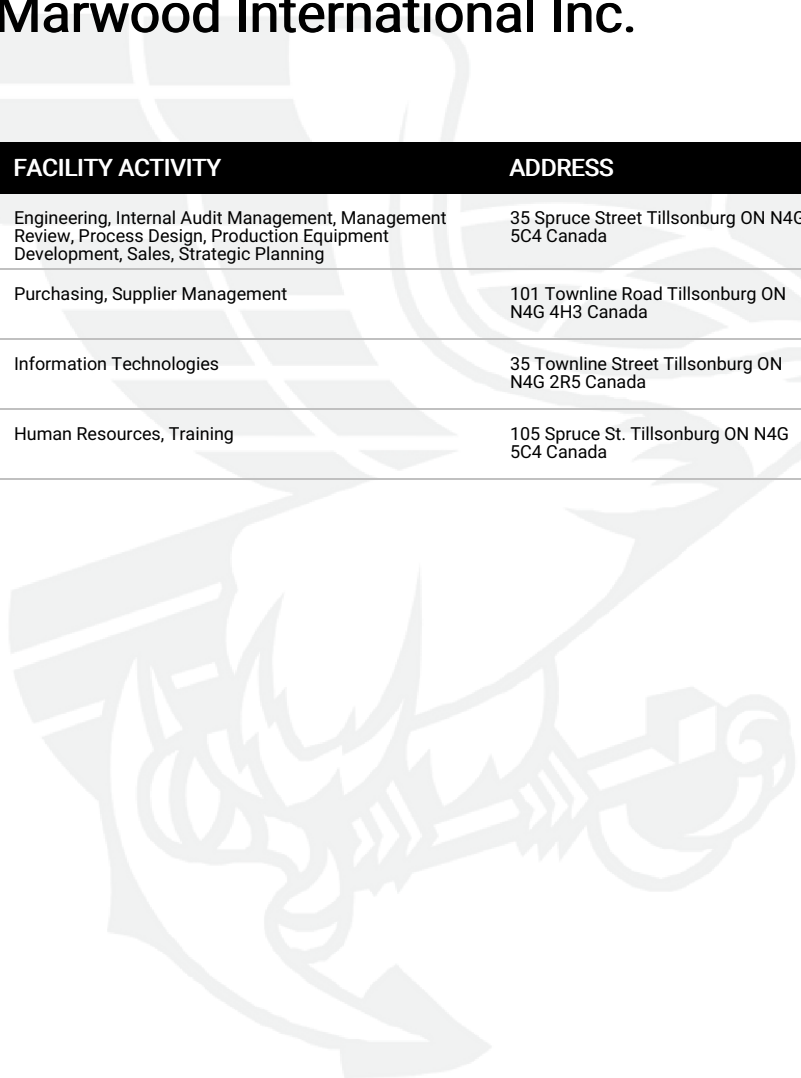 Marwood International Inc.
FACILITY ACTIVITY ADDRESS
Engineering, Internal Audit Management, Management
Review, Process Design, Production Equipment
Development, Sales, Strategic Planning
35 Spruce Street Tillsonburg ON N4G
5C4 Canada
Purchasing, Supplier Management
101 Townline Road Tillsonburg ON
N4G 4H3 Canada
Information Technologies
35 Townline Street Tillsonburg ON
N4G 2R5 Canada
Human Resources, Training
105 Spruce St. Tillsonburg ON N4G
5C4 Canada